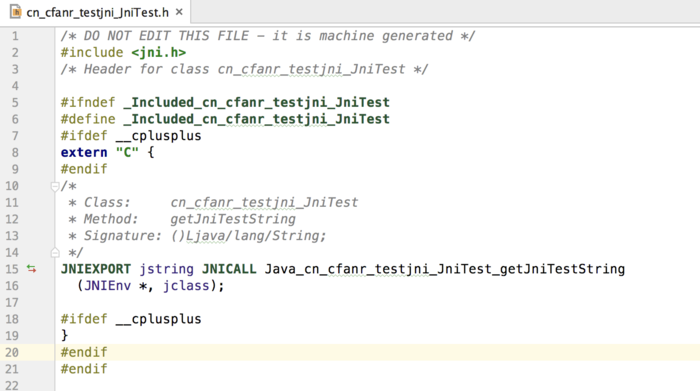 cn_cfanr_testjni_JniTest.h ×
1 /* DO NOT EDIT THIS FILE - it is machine generated */
2 #include <jni.h>
3 /* Header for class cn_cfanr_testjni_JniTest */
4
5 #ifndef _Included_cn_cfanr_testjni_JniTest
6 #define _Included_cn_cfanr_testjni_JniTest
7 #ifdef __cplusplus
8 extern "C" {
9 #endif
10 /*
11  * Class:     cn_cfanr_testjni_JniTest
12  * Method:    getJniTestString
13  * Signature: ()Ljava/lang/String;
14  */
15 JNIEXPORT jstring JNICALL Java_cn_cfanr_testjni_JniTest_getJniTestString
16   (JNIEnv *, jclass);
17
18 #ifdef __cplusplus
19 }
20 #endif
21 #endif
22